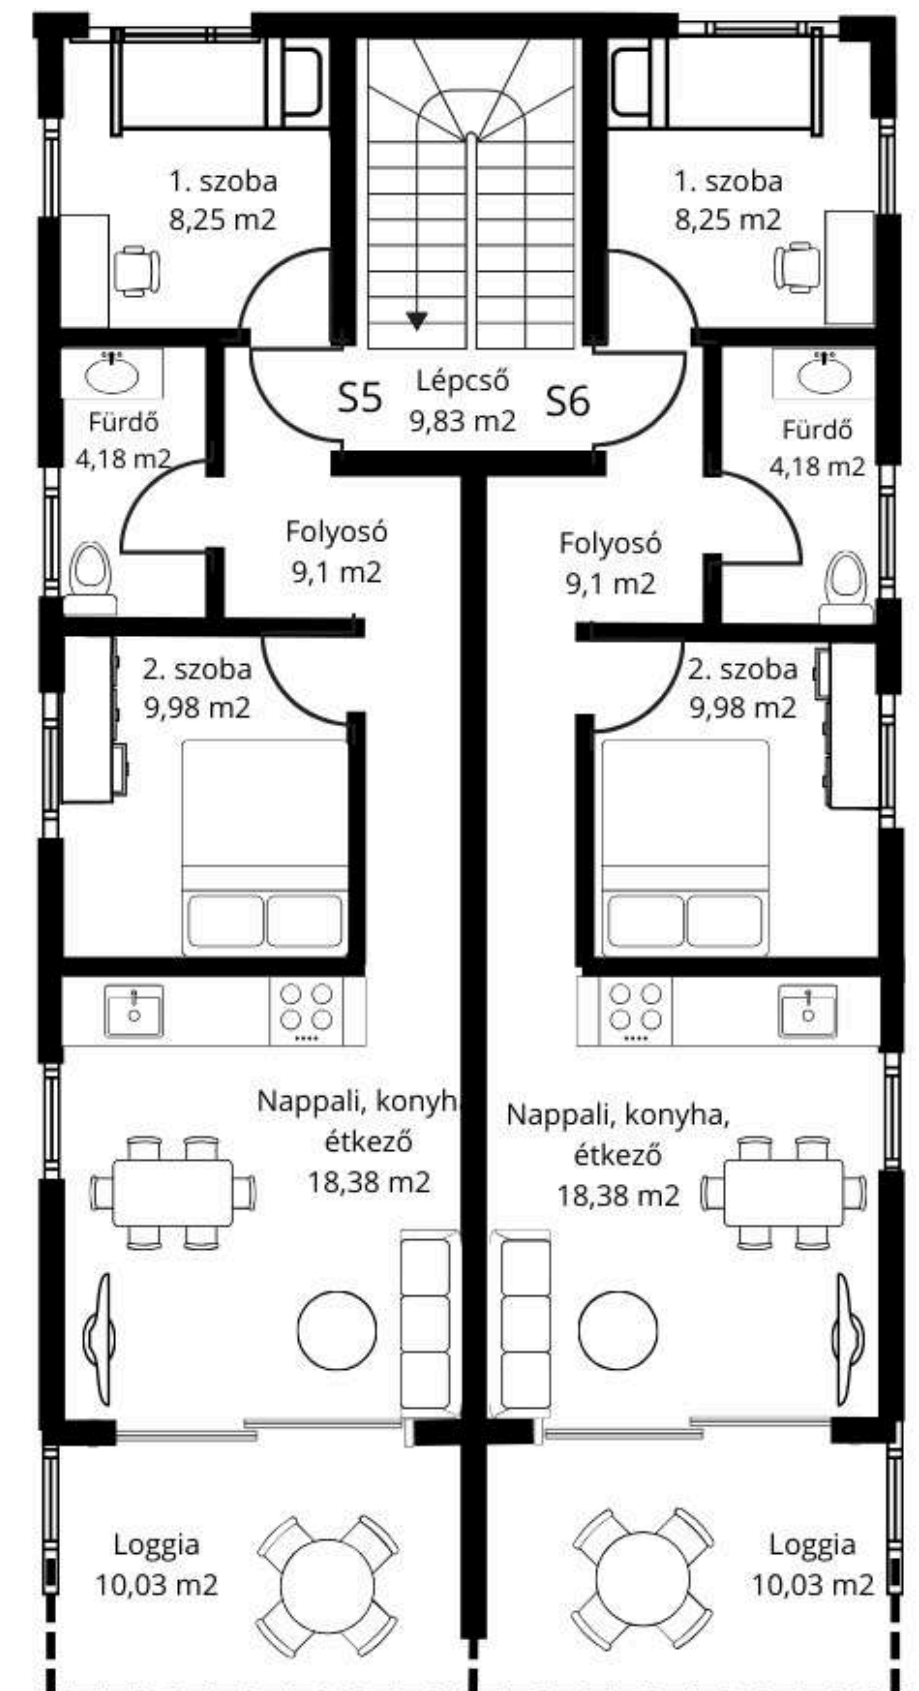 1. szoba
8,25 m2
1. szoba
8,25 m2
S5
Lépcső
9,83 m2
S6
Fürdő
4,18 m2
Fürdő
4,18 m2
Folyosó
9,1 m2
Folyosó
9,1 m2
2. szoba
9,98 m2
2. szoba
9,98 m2
Nappali, konyh
étkező
18,38 m2
Nappali, konyha,
étkező
18,38 m2
Loggia
10,03 m2
Loggia
10,03 m2